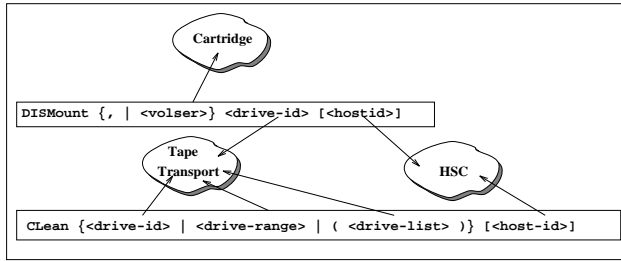 Cartridge
DISMount {, | <volser>} <drive-id> [<hostid>]
Tape
Transport
HSC
CLean {<drive-id> | <drive-range> | ( <drive-list> )} [<host-id>]